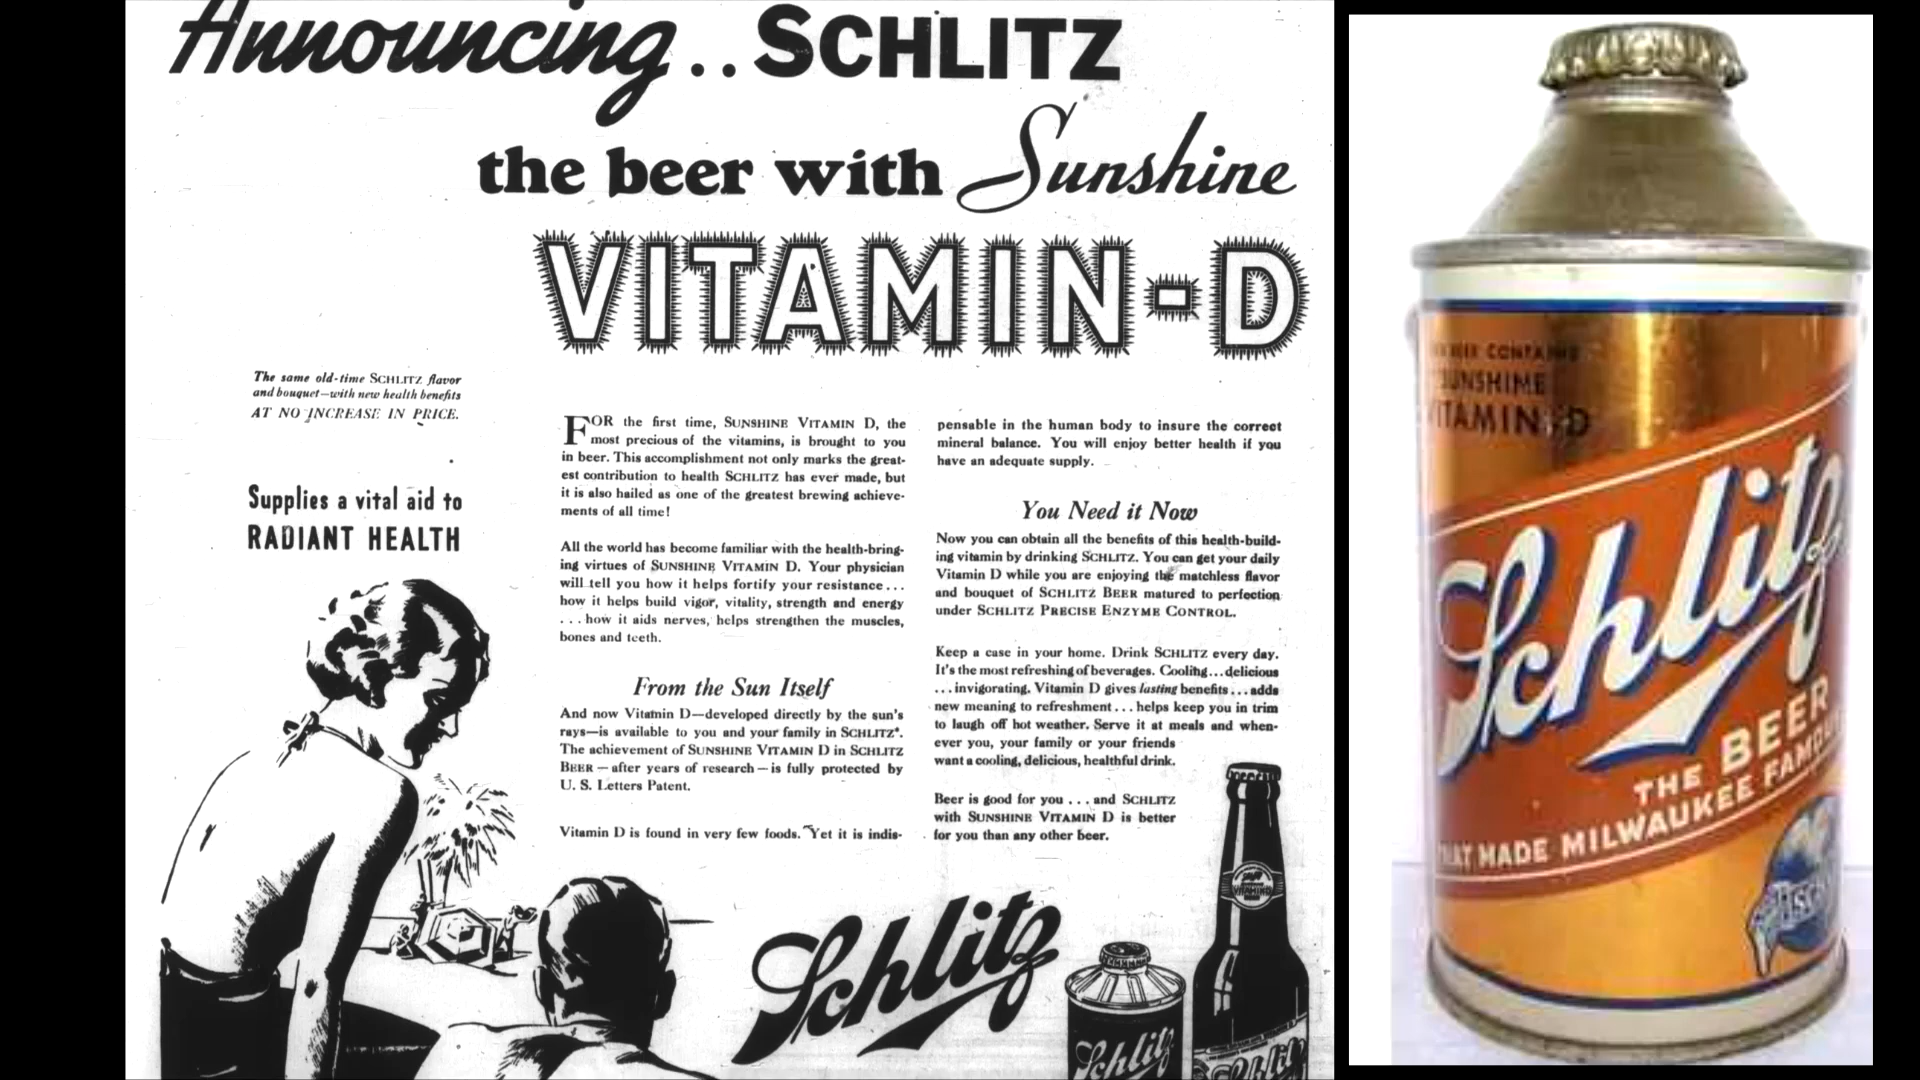 Announcing.. SCHLITZ
the beer with Sunshine
VITAMIN-D
The same old-time SCHLITZ flavor
and bouquet—with new health benefits
AT NO INCREASE IN PRICE.
Supplies a vital aid to
RADIANT HEALTH
FOR the first time, SUNSHINE VITAMIN D, the
most precious of the vitamins, is brought to you
in beer. This accomplishment not only marks the great-
est contribution to health SCHLITZ has ever made, but
it is also hailed as one of the greatest brewing achieve-
ments of all time!
All the world has become familiar with the health-bring-
ing virtues of SUNSHINE VITAMIN D. Your physician
will tell you how it helps fortify your resistance...
how it helps build vigor, vitality, strength and energy
...how it aids nerves, helps strengthen the muscles,
bones and teeth.
From the Sun Itself
And now Vitamin D—developed directly by the sun's
rays—is available to you and your family in SCHLITZ*.
The achievement of SUNSHINE VITAMIN D in SCHLITZ
BEER—after years of research—is fully protected by
U. S. Letters Patent.
Vitamin D is found in very few foods. Yet it is indis-
pensable in the human body to insure the correct
mineral balance. You will enjoy better health if you
have an adequate supply.
You Need it Now
Now you can obtain all the benefits of this health-build-
ing vitamin by drinking SCHLITZ. You can get your daily
Vitamin D while you are enjoying the matchless flavor
and bouquet of SCHLITZ BEER matured to perfection
under SCHLITZ PRECISE ENZYME CONTROL.
Keep a case in your home. Drink SCHLITZ every day.
It's the most refreshing of beverages. Cooling...delicious
...invigorating. Vitamin D gives lasting benefits...adds
new meaning to refreshment...helps keep you in trim
to laugh off hot weather. Serve it at meals and when-
ever you, your family or your friends
want a cooling, delicious, healthful drink.
Beer is good for you...and SCHLITZ
with SUNSHINE VITAMIN D is better
for you than any other beer.
Schlitz
VITAMIN D
Schlitz
Schlitz
BEER CONTAINS
SUNSHINE
VITAMIN D
Schlitz
THE BEER
THAT MADE MILWAUKEE FAMOUS